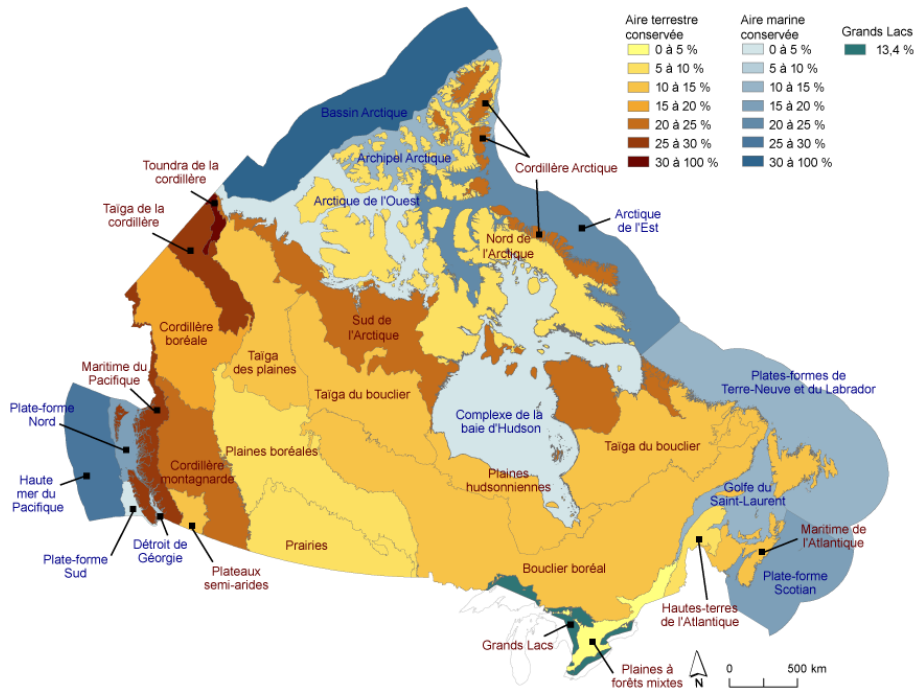 Aire terrestre
conservée
0 à 5 %
5 à 10 %
10 à 15 %
15 à 20 %
20 à 25 %
25 à 30 %
30 à 100 %
Aire marine
conservée
0 à 5 %
5 à 10 %
10 à 15 %
15 à 20 %
20 à 25 %
25 à 30 %
30 à 100 %
Grands Lacs
13,4 %
Bassin Arctique
Archipel Arctique
Cordillère Arctique
Toundra de la
cordillère
Arctique de l'Ouest
Taïga de la
cordillère
Arctique
de l'Est
Nord de
l'Arctique
Cordillère
boréale
Sud de
l'Arctique
Taïga
des plaines
Maritime du
Pacifique
Taïga du bouclier
Plates-formes de
Terre-Neuve et du Labrador
Plate-forme
Nord
Complexe de la
baie d'Hudson
Taïga du bouclier
Plaines boréales
Cordillère
montagnarde
Plaines
hudsonniennes
Haute
mer du
Pacifique
Golfe du
Saint-Laurent
Maritime de
l'Atlantique
Prairies
Plate-forme
Sud
Détroit de
Géorgie
Plateaux
semi-arides
Bouclier boréal
Plate-forme
Scotian
Hautes-terres
de l'Atlantique
Grands Lacs
Plaines à
forêts mixtes
N
0
500 km